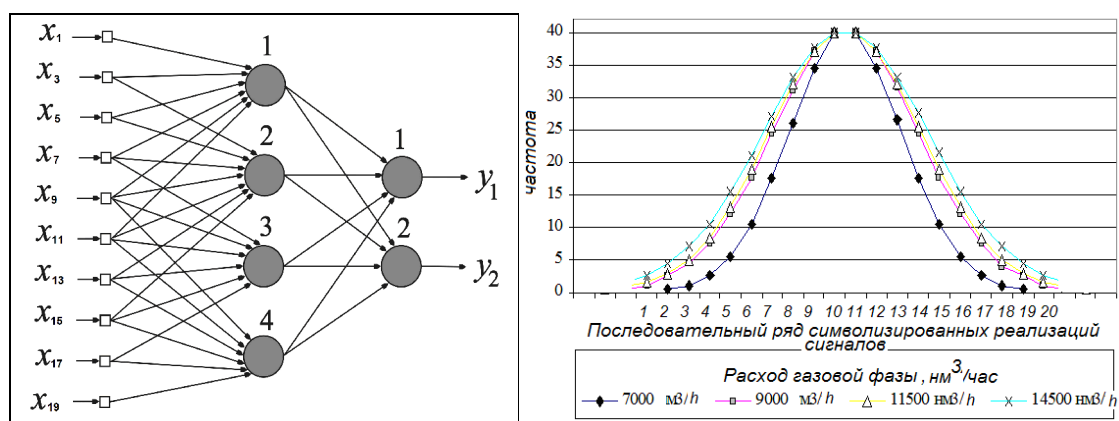 x₁
x₃
x₅
x₇
x₉
x₁₁
x₁₃
x₁₅
x₁₇
x₁₉
1
2
3
4
1
2
y₁
y₂
частота
40
35
30
25
20
15
10
5
0
1 2 3 4 5 6 7 8 9 10 11 12 13 14 15 16 17 18 19 20
Последовательный ряд символизированных реализаций
сигналов
Расход газовой фазы , нм³/час
7000 м3/h 9000 м3/h 11500 нм3/h 14500 нм3/h